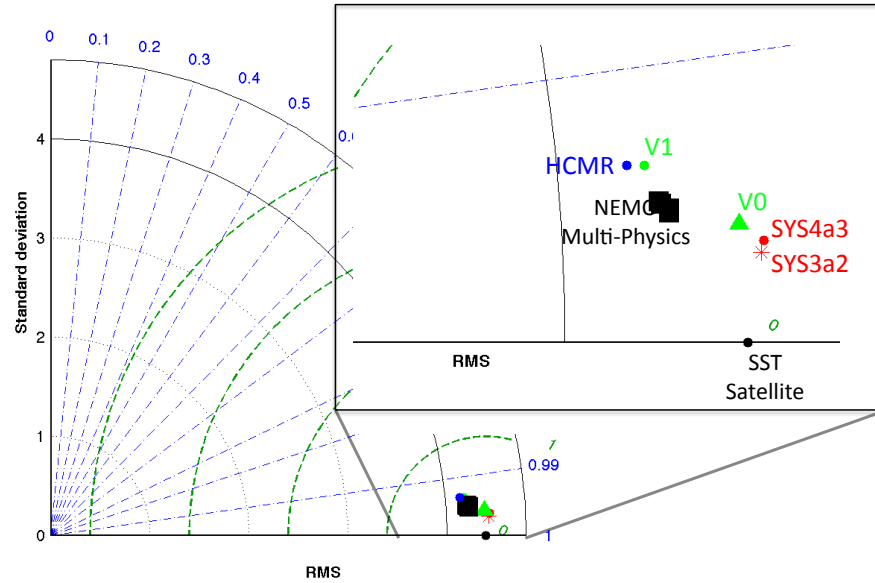 0
0.1
0.2
0.3
0.4
0.5
4
3
2
1
0
Standard deviation
HCMR
V1
NEMO
Multi-Physics
V0
SYS4a3
SYS3a2
0
RMS
SST
Satellite
1
0.99
0
1
RMS